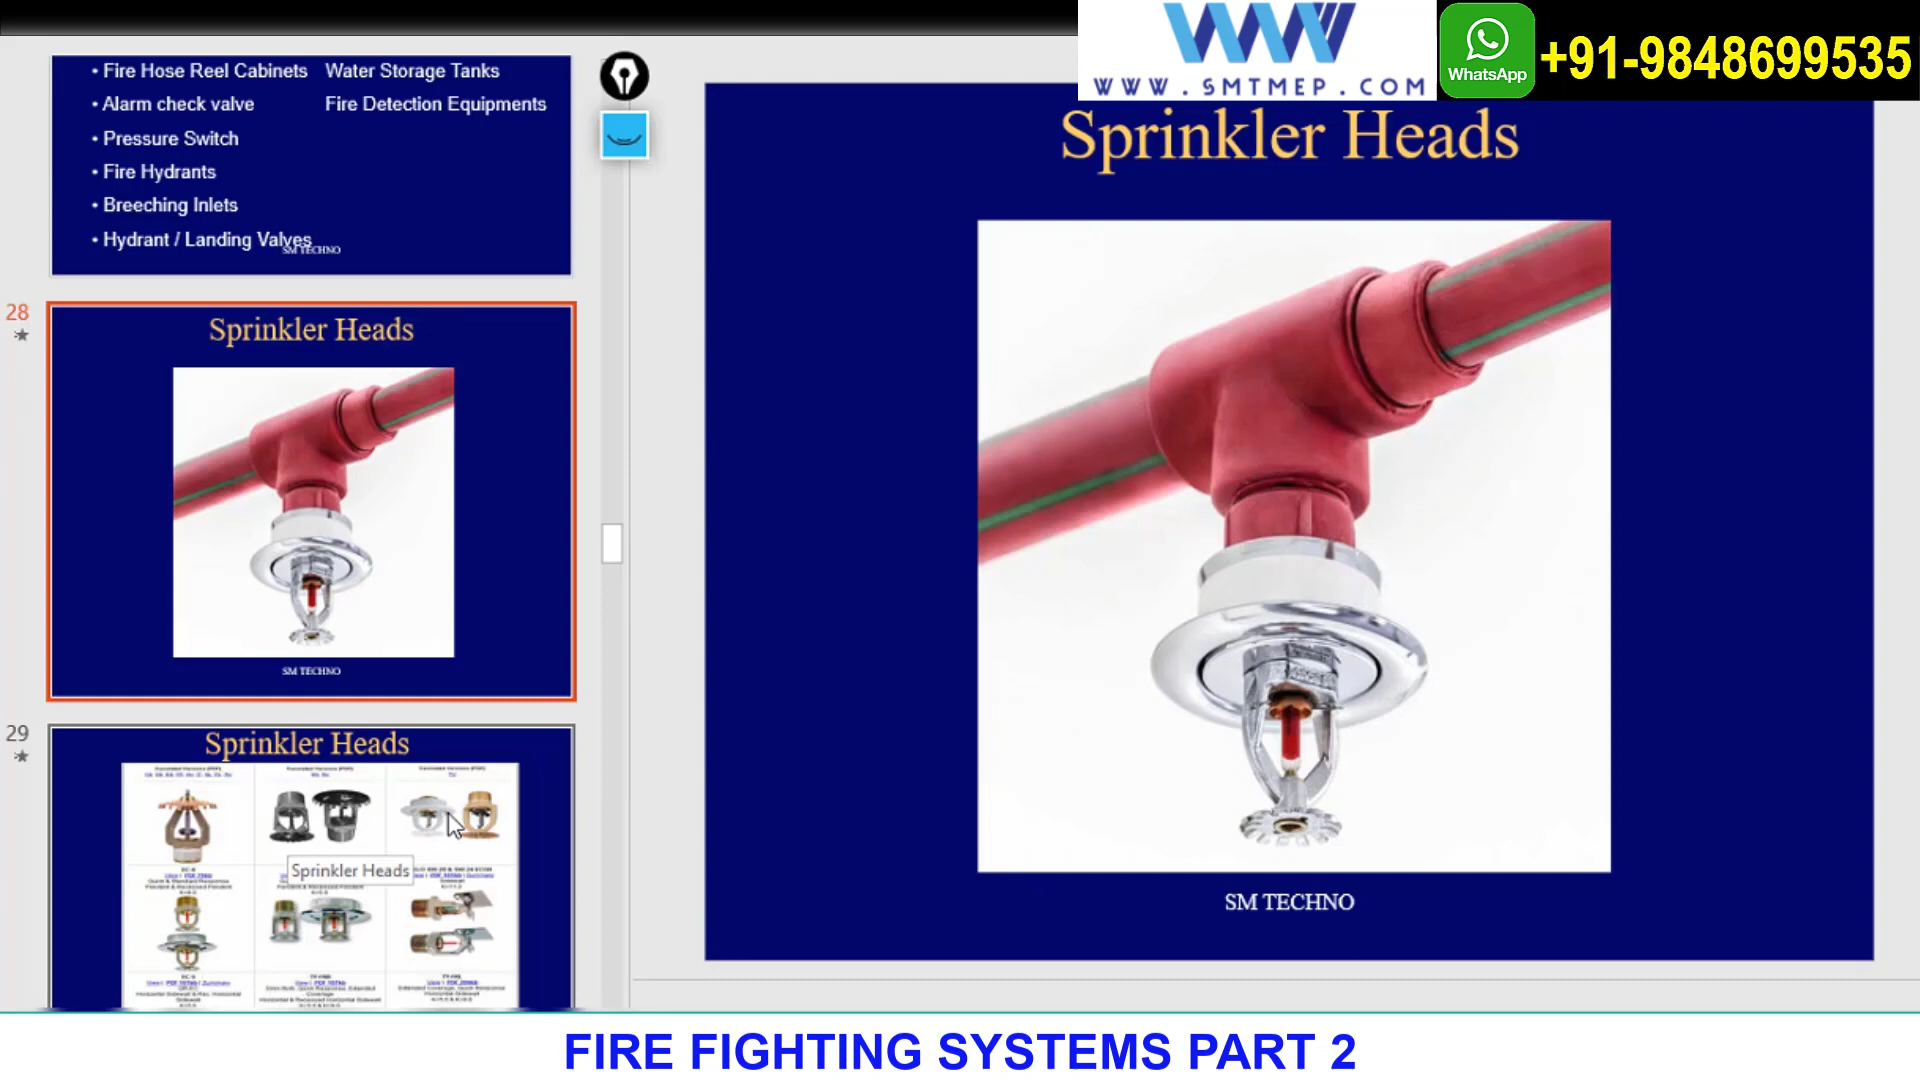 WWW.SMTMEP.COM
WhatsApp
+91-9848699535
• Fire Hose Reel Cabinets Water Storage Tanks
• Alarm check valve Fire Detection Equipments
• Pressure Switch
• Fire Hydrants
• Breeching Inlets
• Hydrant / Landing Valves
SM TECHNO
28
Sprinkler Heads
SM TECHNO
29
Sprinkler Heads
Sprinkler Heads
Sprinkler Heads
SM TECHNO
FIRE FIGHTING SYSTEMS PART 2